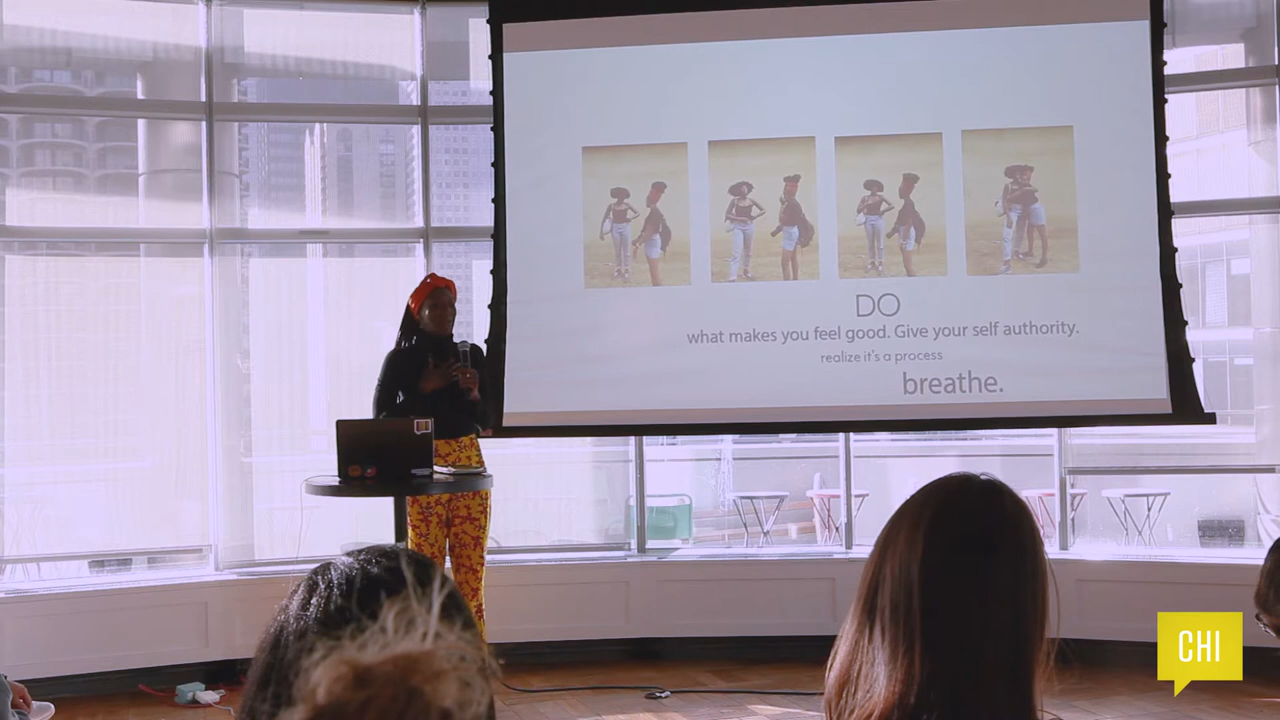 DO
what makes you feel good. Give your self authority.
realize it's a process
breathe.
CHI